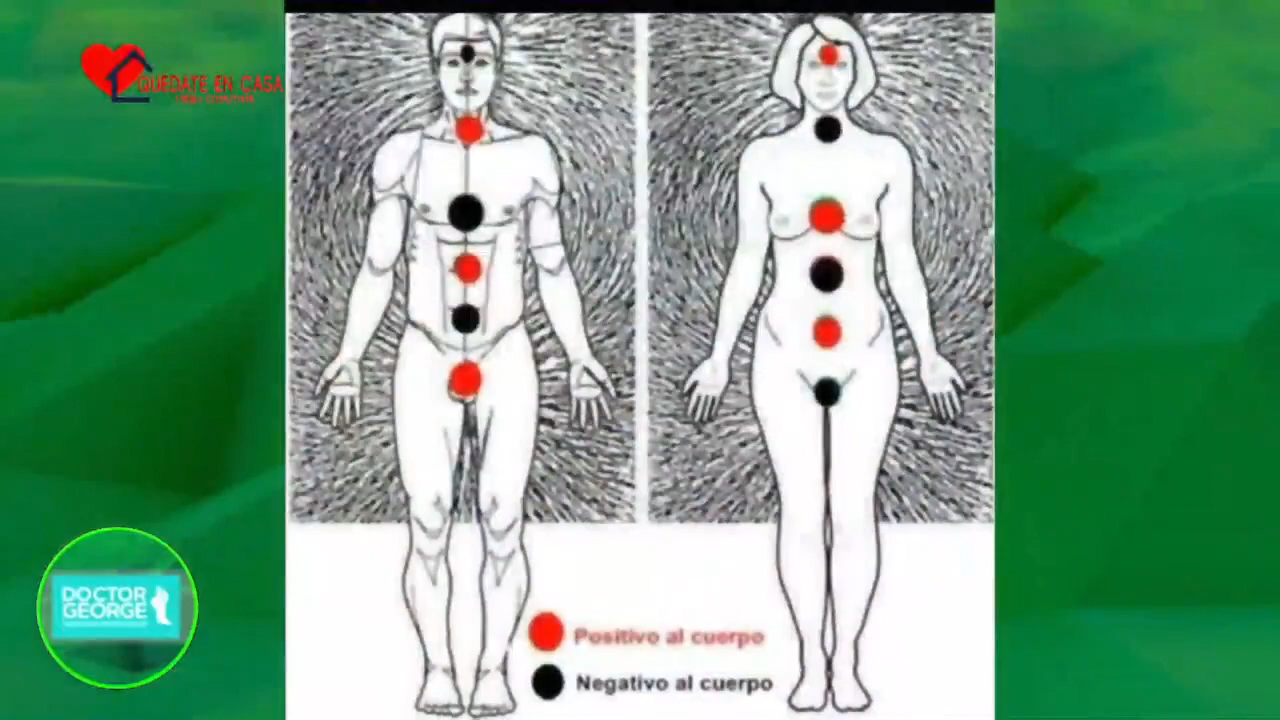 QUEDATE EN CASA
DOCTOR
GEORGE
Positivo al cuerpo
Negativo al cuerpo